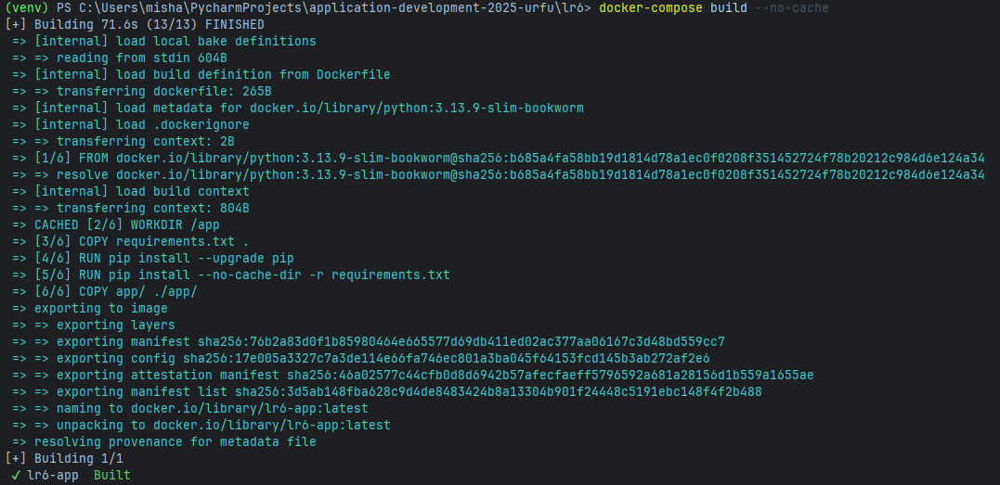 (venv) PS C:\Users\misha\PycharmProjects\application-development-2025-urfu\lr6> docker-compose build --no-cache
[+] Building 71.6s (13/13) FINISHED
=> [internal] load local bake definitions
=> => reading from stdin 604B
=> [internal] load build definition from Dockerfile
=> => transferring dockerfile: 265B
=> [internal] load metadata for docker.io/library/python:3.13.9-slim-bookworm
=> [internal] load .dockerignore
=> => transferring context: 2B
=> [1/6] FROM docker.io/library/python:3.13.9-slim-bookworm@sha256:b685a4fa58bb19d1814d78a1ec0f0208f351452724f78b20212c984d6e124a34
=> => resolve docker.io/library/python:3.13.9-slim-bookworm@sha256:b685a4fa58bb19d1814d78a1ec0f0208f351452724f78b20212c984d6e124a34
=> [internal] load build context
=> => transferring context: 804B
=> CACHED [2/6] WORKDIR /app
=> [3/6] COPY requirements.txt .
=> [4/6] RUN pip install --upgrade pip
=> [5/6] RUN pip install --no-cache-dir -r requirements.txt
=> [6/6] COPY app/ ./app/
=> exporting to image
=> => exporting layers
=> => exporting manifest sha256:76b2a83d0f1b85980464e665577d69db411ed02ac377aa06167c3d48bd559cc7
=> => exporting config sha256:17e005a3327c7a3de114e66fa746ec801a3ba045f64153fcd145b3ab272af2e6
=> => exporting attestation manifest sha256:46a02577c44cfb0d8d6942b57afecfaeff5796592a681a28156d1b559a1655ae
=> => exporting manifest list sha256:3d5ab148fba628c9d4de8483424b8a13304b901f24448c5191ebc148f4f2b488
=> => naming to docker.io/library/lr6-app:latest
=> => unpacking to docker.io/library/lr6-app:latest
=> resolving provenance for metadata file
[+] Building 1/1
✔ lr6-app Built